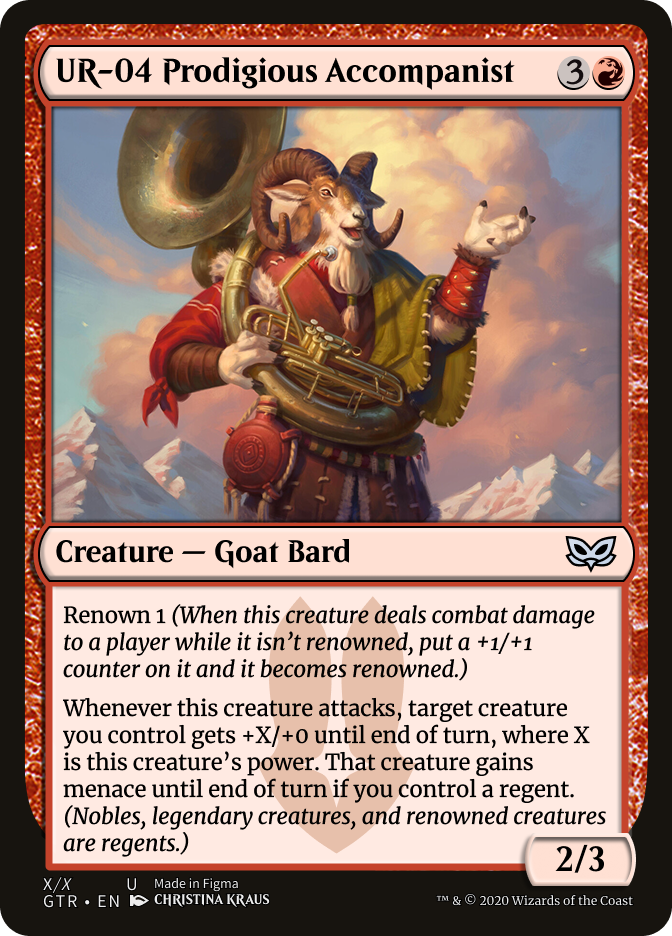 UR-04 Prodigious Accompanist 3
Creature — Goat Bard
Renown 1 (When this creature deals combat damage
to a player while it isn't renowned, put a +1/+1
counter on it and it becomes renowned.)
Whenever this creature attacks, target creature
you control gets +X/+0 until end of turn, where X
is this creature's power. That creature gains
menace until end of turn if you control a regent.
(Nobles, legendary creatures, and renowned creatures
are regents.)
2/3
X/X U Made in Figma
GTR • EN CHRISTINA KRAUS ™ & © 2020 Wizards of the Coast